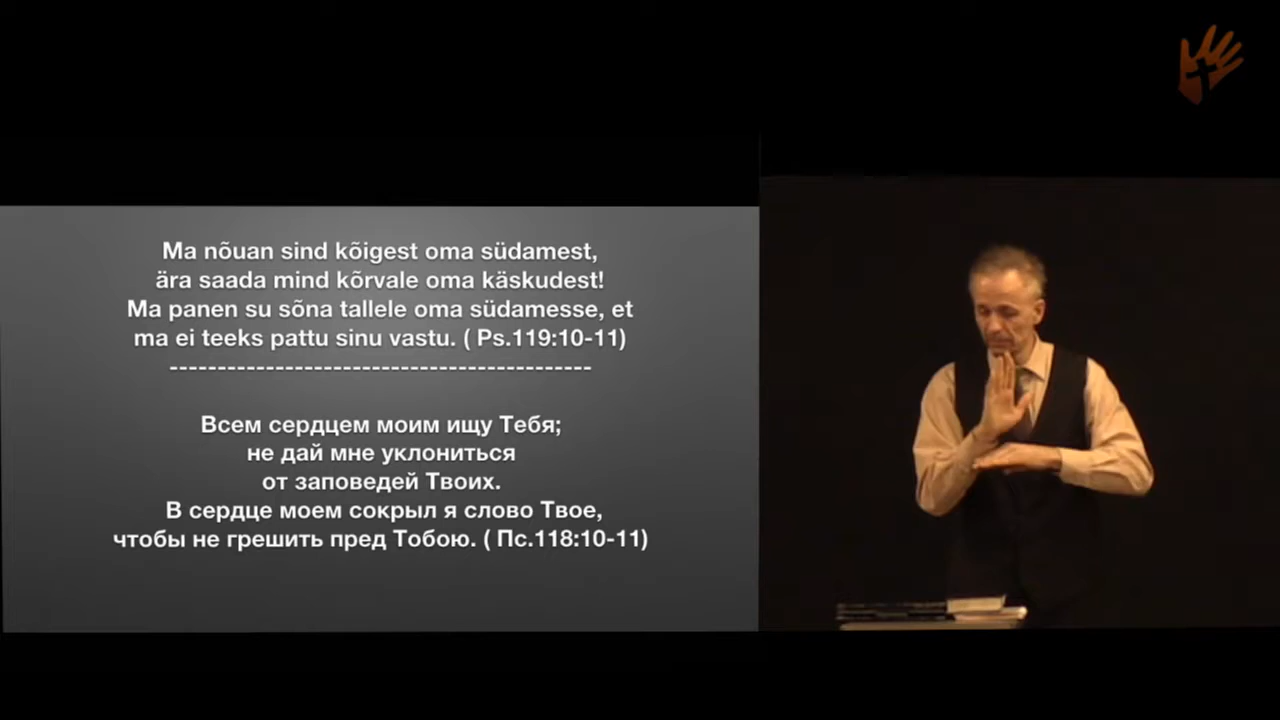 Ma nõuan sind kõigest oma südamest,
ära saada mind kõrvale oma käskudest!
Ma panen su sõna tallele oma südamesse, et
ma ei teeks pattu sinu vastu. ( Ps.119:10-11)
--------------------------------------------
Всем сердцем моим ищу Тебя;
не дай мне уклониться
от заповедей Твоих.
В сердце моем сокрыл я слово Твое,
чтобы не грешить пред Тобою. ( Пс.118:10-11)